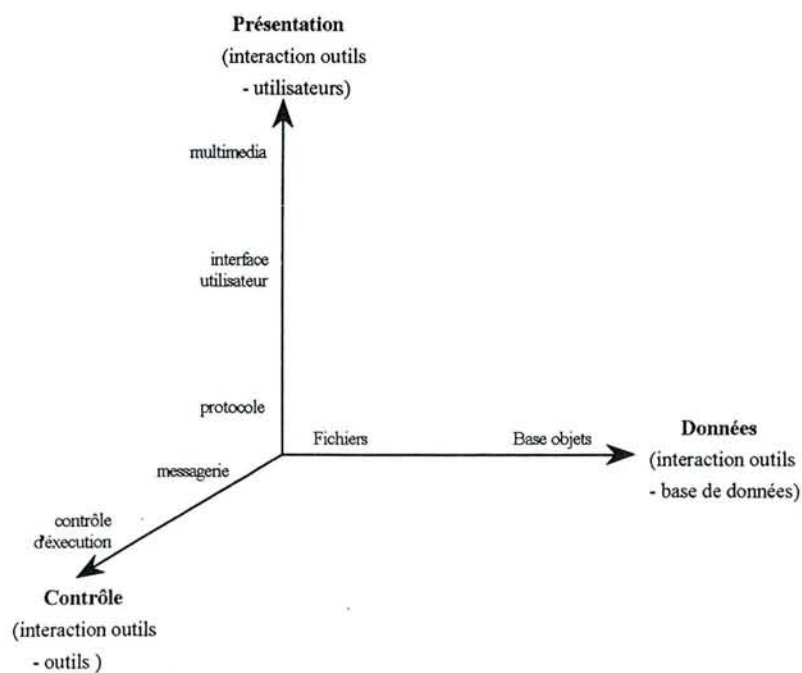 Présentation
(interaction outils
- utilisateurs)
multimedia
interface
utilisateur
protocole
Fichiers
Base objets
Données
(interaction outils
- base de données)
messagerie
contrôle
d'éxecution
Contrôle
(interaction outils
- outils )